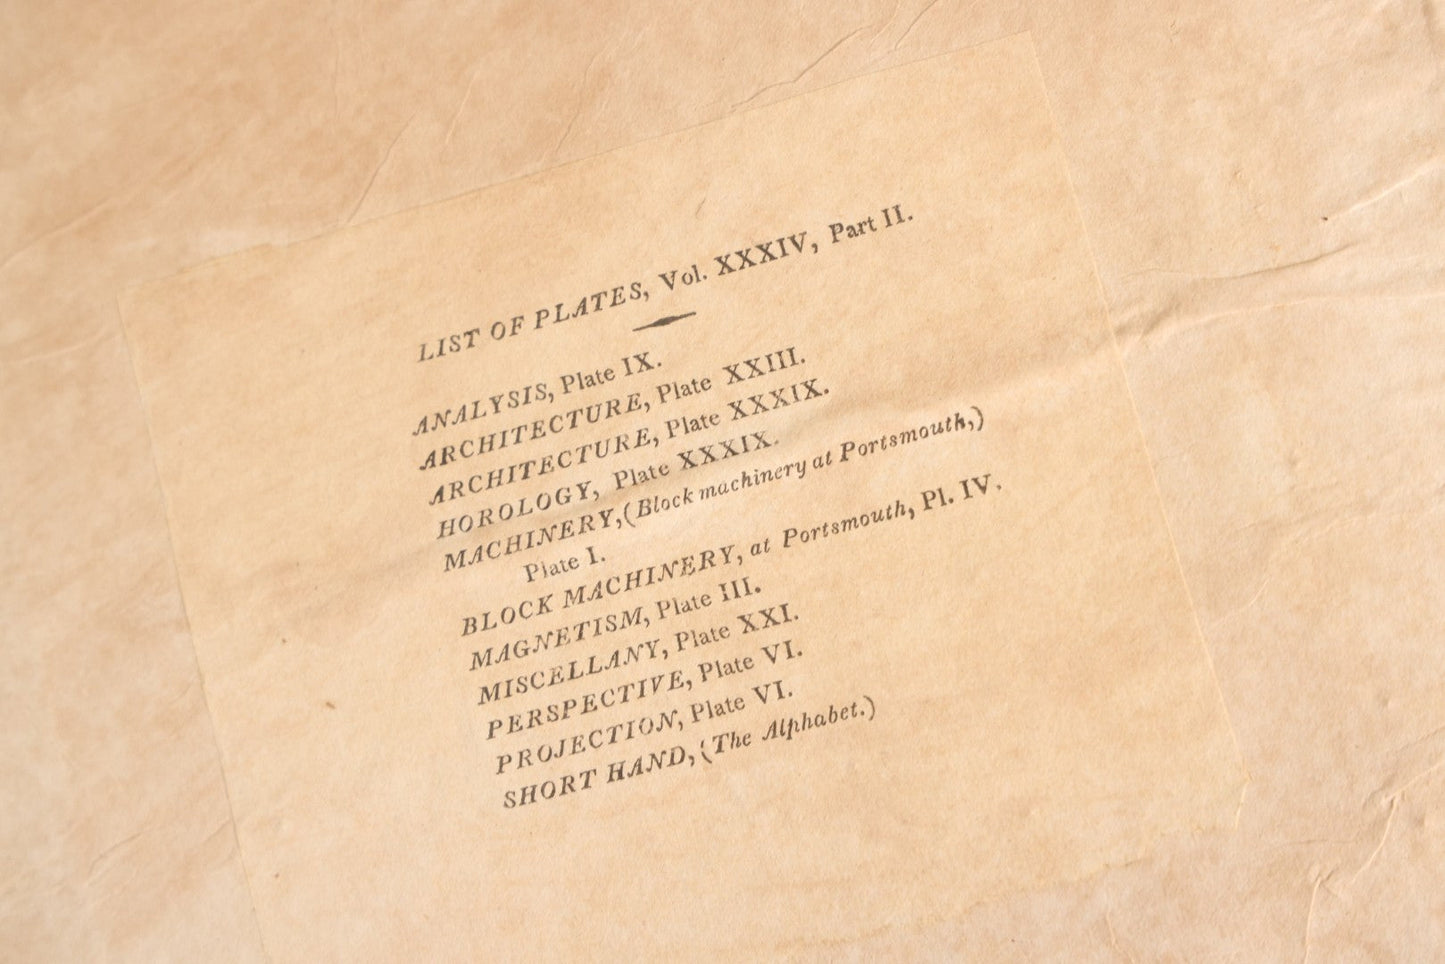 LIST OF PLATES, Vol. XXXIV, Part II.
ANALYSIS, Plate IX.
ARCHITECTURE, Plate XXIII.
ARCHITECTURE, Plate XXXIX.
HOROLOGY, Plate XXXIX.
MACHINERY,(Block machinery at Portsmouth,)
Plate I.
BLOCK MACHINERY, at Portsmouth, Pl. IV.
MAGNETISM, Plate III.
MISCELLANY, Plate XXI.
PERSPECTIVE, Plate VI.
PROJECTION, Plate VI.
SHORT HAND, (The Alphabet.)